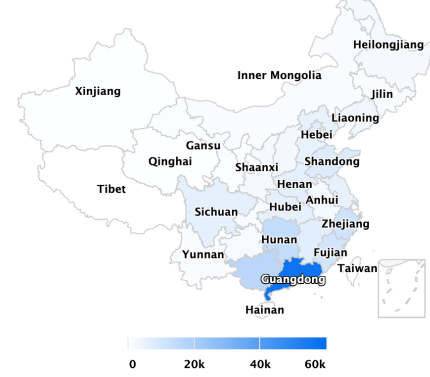 Heilongjiang
Inner Mongolia
Jilin
Xinjiang
Liaoning
Hebei
Gansu
Shandong
Qinghai
Shaanxi
Henan
Tibet
Anhui
Hubei
Sichuan
Zhejiang
Hunan
Yunnan
Fujian
Taiwan
Guangdong
Hainan
0 20k 40k 60k